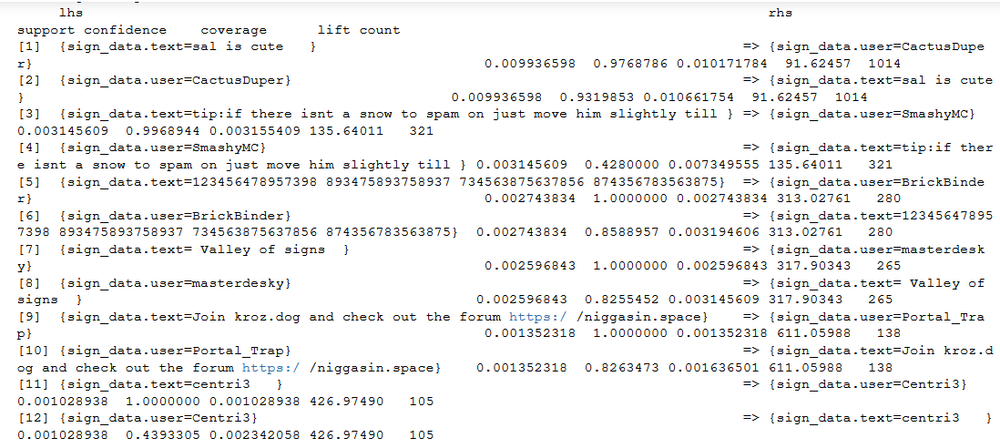 lhs rhs
support confidence coverage lift count
[1] {sign_data.text=sal is cute } => {sign_data.user=CactusDupe
r} 0.009936598 0.9768786 0.010171784 91.62457 1014
[2] {sign_data.user=CactusDuper} => {sign_data.text=sal is cute
} 0.009936598 0.9319853 0.010661754 91.62457 1014
[3] {sign_data.text=tip:if there isnt a snow to spam on just move him slightly till } => {sign_data.user=SmashyMC}
0.003145609 0.9968944 0.003155409 135.64011 321
[4] {sign_data.user=SmashyMC} => {sign_data.text=tip:if ther
e isnt a snow to spam on just move him slightly till } 0.003145609 0.4280000 0.007349555 135.64011 321
[5] {sign_data.text=123456478957398 893475893758937 734563875637856 874356783563875} => {sign_data.user=BrickBinde
r} 0.002743834 1.0000000 0.002743834 313.02761 280
[6] {sign_data.user=BrickBinder} => {sign_data.text=12345647895
7398 893475893758937 734563875637856 874356783563875} 0.002743834 0.8588957 0.003194606 313.02761 280
[7] {sign_data.text= Valley of signs } => {sign_data.user=masterdesk
y} 0.002596843 1.0000000 0.002596843 317.90343 265
[8] {sign_data.user=masterdesky} => {sign_data.text= Valley of
signs } 0.002596843 0.8255452 0.003145609 317.90343 265
[9] {sign_data.text=Join kroz.dog and check out the forum https:/ /niggasin.space} => {sign_data.user=Portal_Tra
p} 0.001352318 1.0000000 0.001352318 611.05988 138
[10] {sign_data.user=Portal_Trap} => {sign_data.text=Join kroz.d
og and check out the forum https:/ /niggasin.space} 0.001352318 0.8263473 0.001636501 611.05988 138
[11] {sign_data.text=centri3 } => {sign_data.user=Centri3}
0.001028938 1.0000000 0.001028938 426.97490 105
[12] {sign_data.user=Centri3} => {sign_data.text=centri3 }
0.001028938 0.4393305 0.002342058 426.97490 105